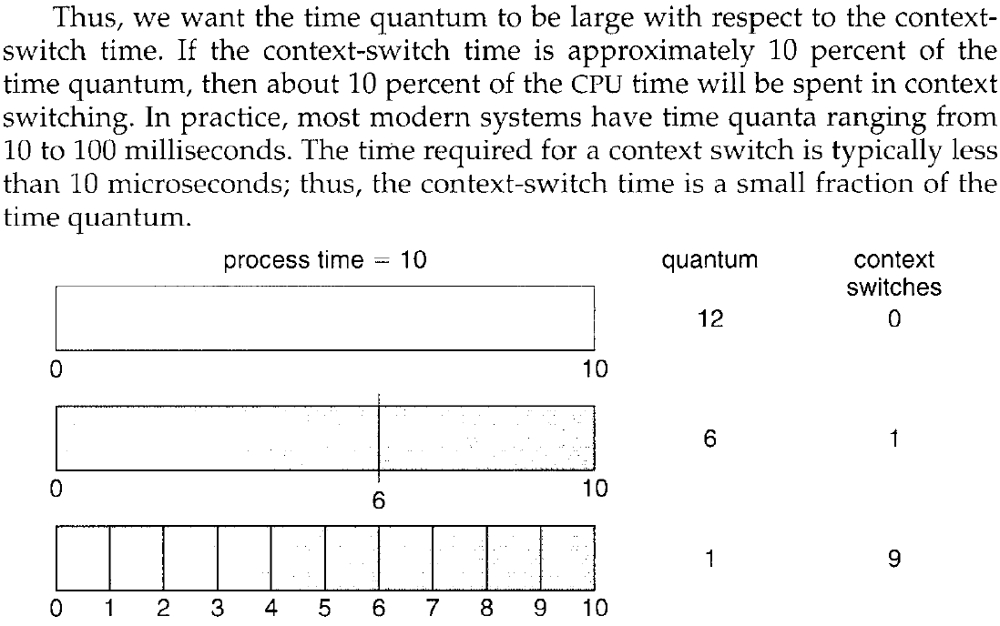 Thus, we want the time quantum to be large with respect to the context-
switch time. If the context-switch time is approximately 10 percent of the
time quantum, then about 10 percent of the CPU time will be spent in context
switching. In practice, most modern systems have time quanta ranging from
10 to 100 milliseconds. The time required for a context switch is typically less
than 10 microseconds; thus, the context-switch time is a small fraction of the
time quantum.
process time = 10 quantum context
switches
12 0
0 10
6 1
0 6 10
1 9
0 1 2 3 4 5 6 7 8 9 10